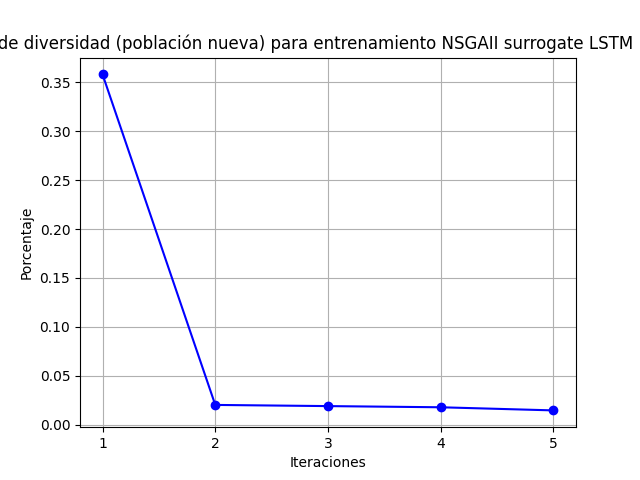 de diversidad (población nueva) para entrenamiento NSGAII surrogate LSTM
0.35
0.30
0.25
0.20
0.15
0.10
0.05
0.00
Porcentaje
1 2 3 4 5
Iteraciones